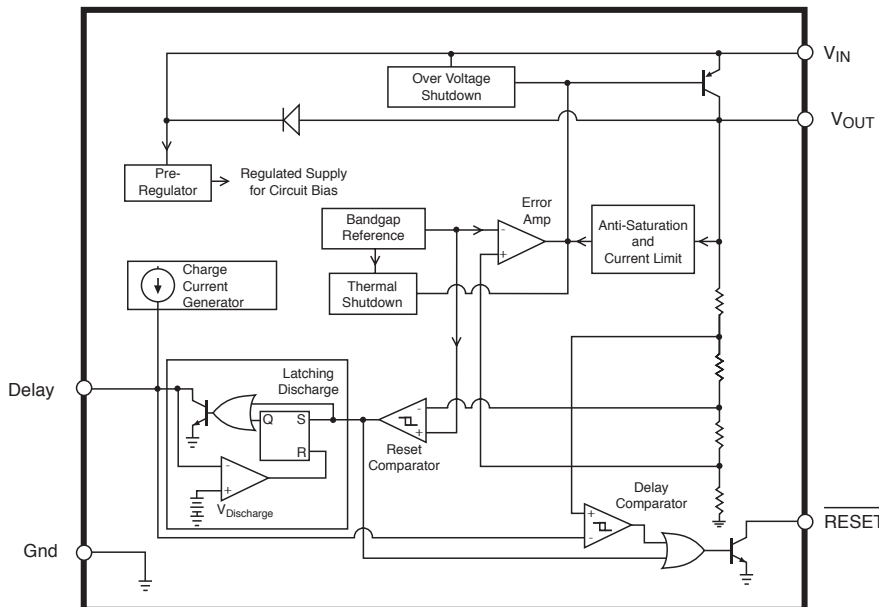 VIN
Over Voltage
Shutdown
VOUT
Pre-
Regulator
Regulated Supply
for Circuit Bias
Error
Amp
Bandgap
Reference
-
+
Anti-Saturation
and
Current Limit
Charge
Current
Generator
Thermal
Shutdown
Latching
Discharge
Delay
Q
S
R
-
+
Reset
Comparator
-
+
VDischarge
Delay
Comparator
+
-
RESET
Gnd